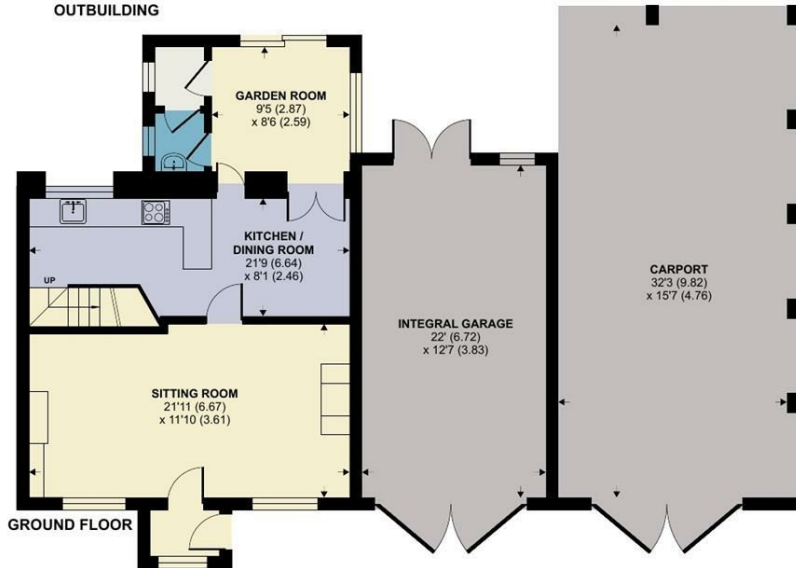 OUTBUILDING
GARDEN ROOM
9'5 (2.87)
x 8'6 (2.59)
KITCHEN /
DINING ROOM
21'9 (6.64)
x 8'1 (2.46)
UP
CARPORT
32'3 (9.82)
x 15'7 (4.76)
INTEGRAL GARAGE
22' (6.72)
x 12'7 (3.83)
SITTING ROOM
21'11 (6.67)
x 11'10 (3.61)
GROUND FLOOR